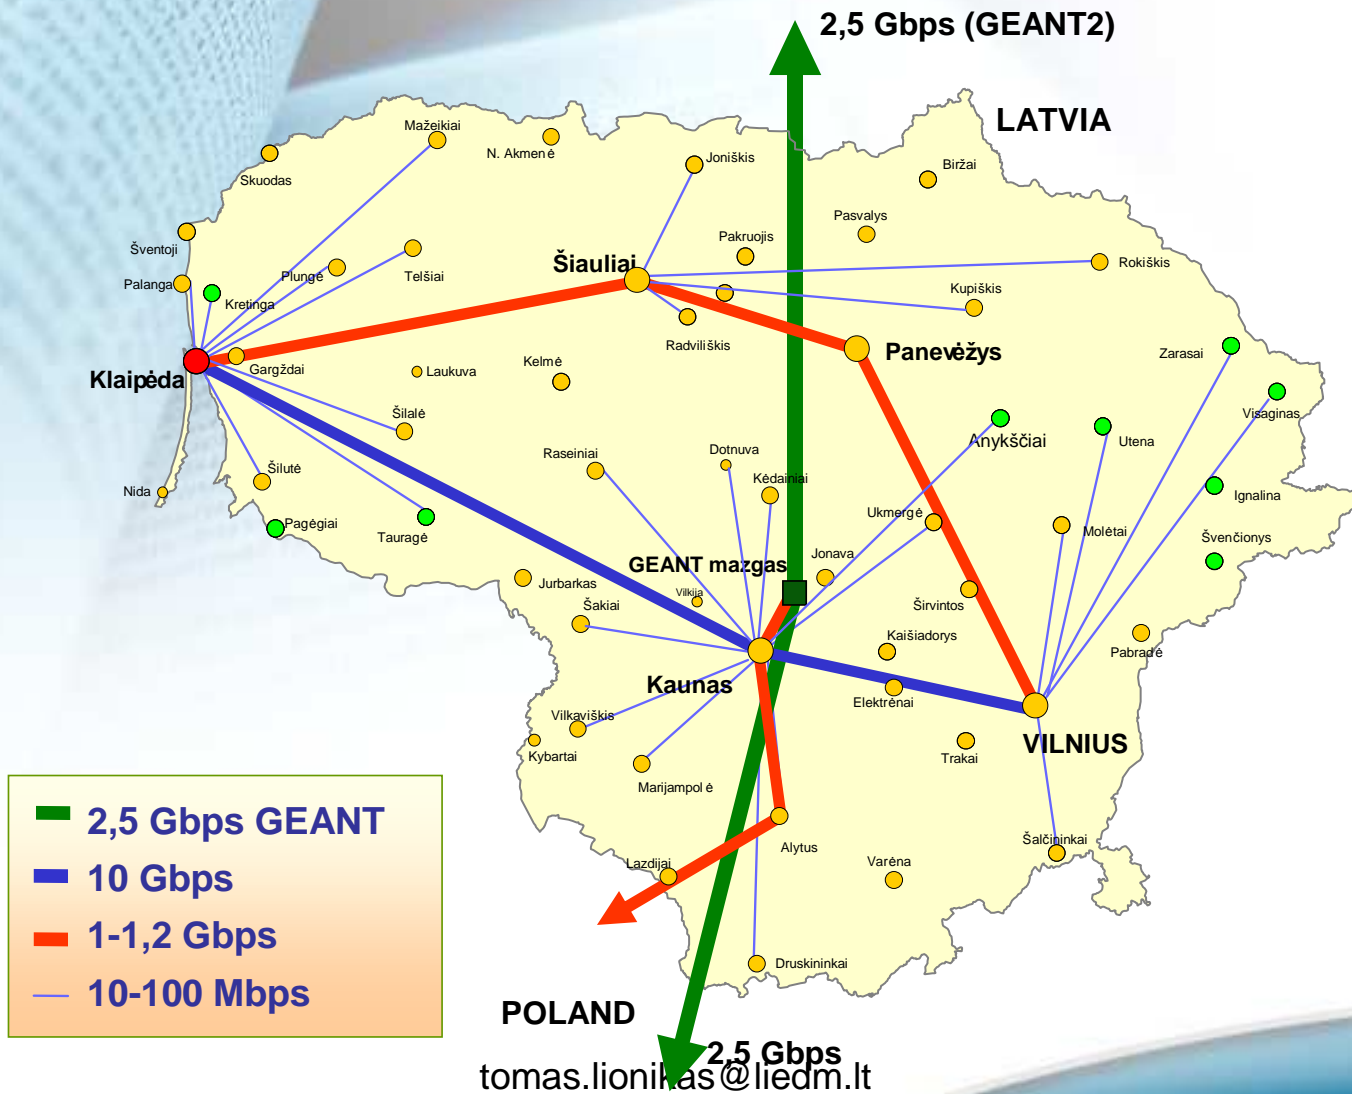 2,5 Gbps (GEANT2)
LATVIA
Mažeikiai
N. Akmenė
Joniškis
Biržai
Skuodas
Pasvalys
Šventoji
Pakruojis
Šiauliai
Rokiškis
Palanga
Plungė
Telšiai
Kretinga
Kupiškis
Radviliškis
Panevėžys
Zarasai
Klaipėda
Gargždai
Laukuva
Kelmė
Visaginas
Šilalė
Anykščiai
Utena
Raseiniai
Dotnuva
Kėdainiai
Šilutė
Nida
Ignalina
Ukmergė
Pagėgiai
Tauragė
Molėtai
Švenčionys
GEANT mazgas
Jonava
Jurbarkas
Vilkija
Šakiai
Širvintos
Kaišiadorys
Pabradė
Kaunas
Elektrėnai
Vilkaviškis
Kybartai
VILNIUS
Trakai
Marijampolė
2,5 Gbps GEANT
10 Gbps
1-1,2 Gbps
10-100 Mbps
Alytus
Šalčininkai
Lazdijai
Varėna
Druskininkai
POLAND
2,5 Gbps
tomas.lionikas@liedm.lt